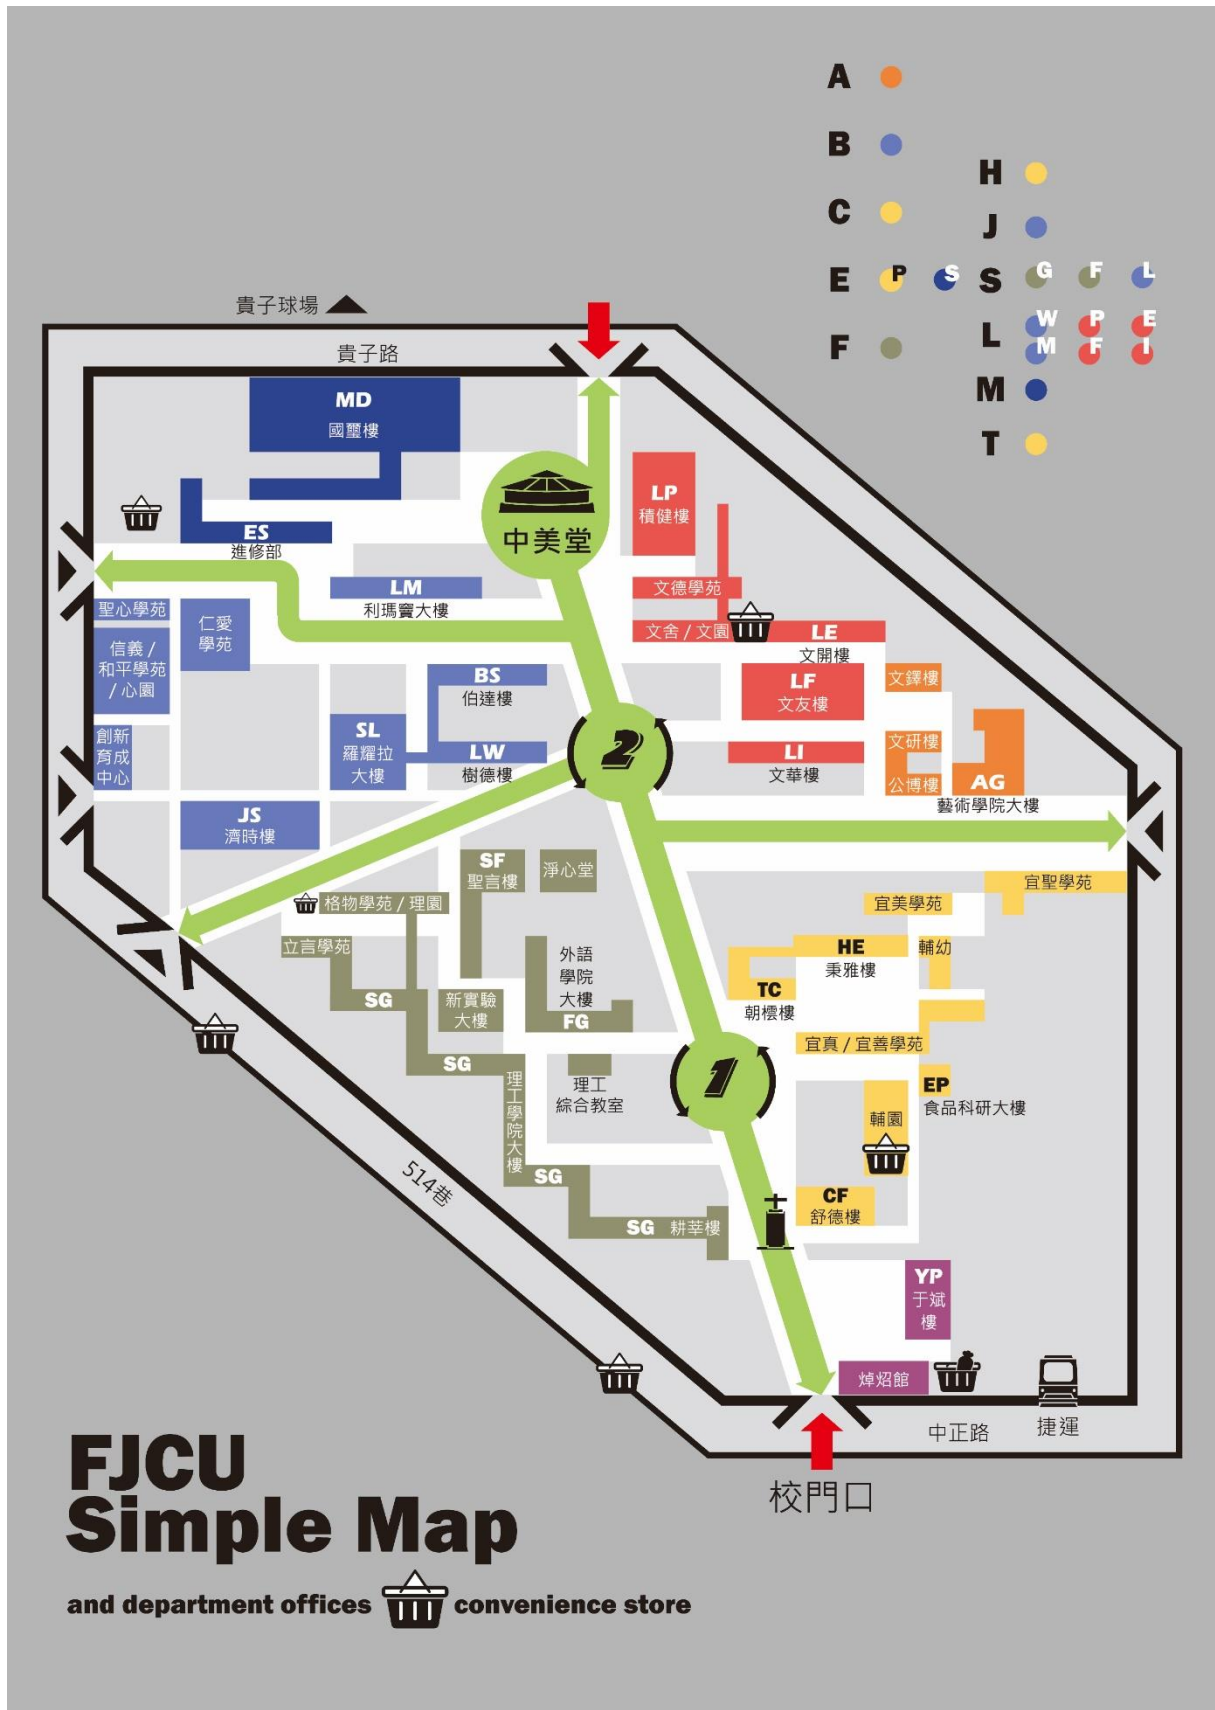 A
B
C
E P S
F
H
J
S G F L
L W P E
M F I
M
T
貴子球場
貴子路
MD
國璽樓
ES
進修部
中美堂
LP
積健樓
LM
利瑪竇大樓
文德學苑
聖心學苑
仁愛
學苑
信義 /
和平學苑
/ 心園
文舍 / 文園
LE
文開樓
BS
伯達樓
LF
文友樓
文鐸樓
SL
羅耀拉
大樓
LW
樹德樓
2
LI
文華樓
文研樓
公博樓
AG
藝術學院大樓
創新
育成
中心
JS
濟時樓
SF
聖言樓
淨心堂
宜聖學苑
格物學苑 / 理園
宜美學苑
立言學苑
外語
學院
大樓
FG
HE
秉雅樓
輔幼
SG
新實驗
大樓
TC
朝橒樓
宜真 / 宜善學苑
SG
理工學院大樓
理工
綜合教室
1
EP
食品科研大樓
輔園
514巷
SG
CF
舒德樓
SG 耕莘樓
YP
于斌
樓
焯炤館
中正路
捷運
校門口
FJCU
Simple Map
and department offices convenience store